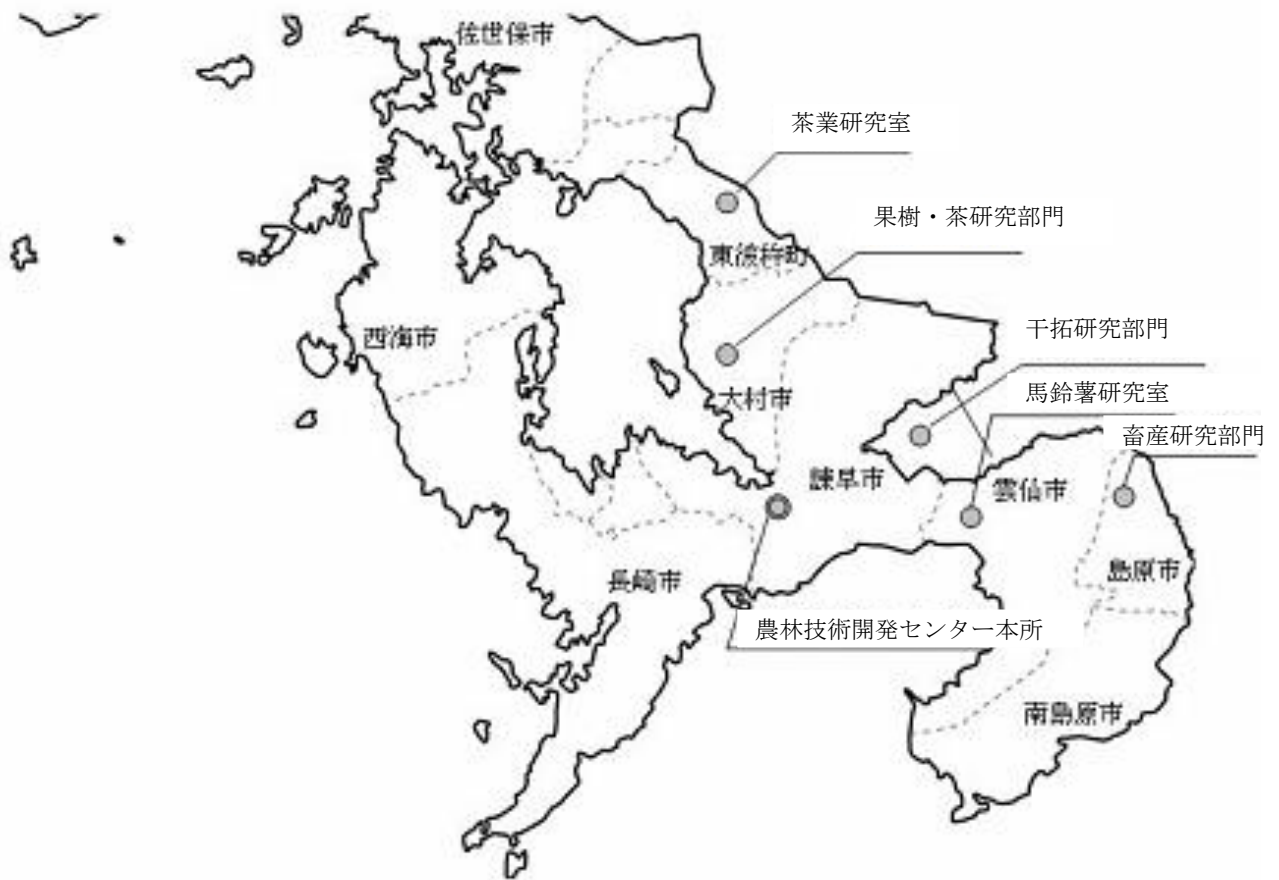 佐世保市
茶業研究室
果樹・茶研究部門
東波杵町
干拓研究部門
西海市
馬鈴薯研究室
大村市
畜産研究部門
諫早市
雲仙市
島原市
長崎市
農林技術開発センター本所
南島原市